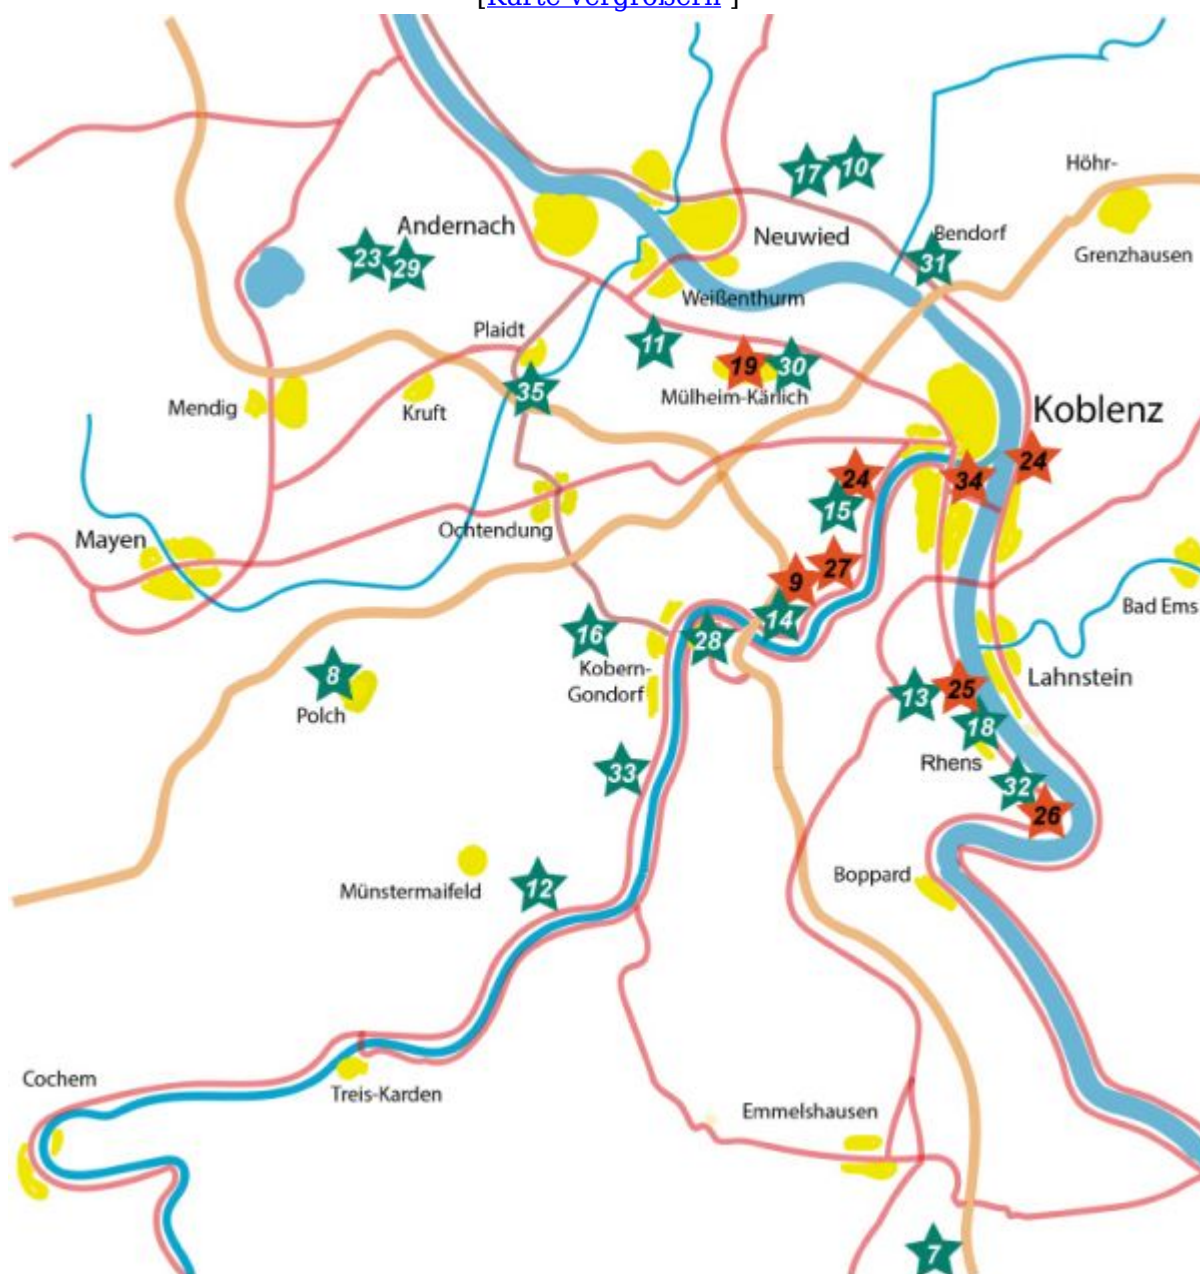 [Karte vergrößern ]
Höhr-
17
10
Andernach
Neuwied
Bendorf
Grenzhausen
23
29
31
Weißenthurm
Plaidt
11
19
30
35
Mülheim-Kärlich
Mendig
Kruft
Koblenz
24
24
34
15
Ochtendung
Mayen
27
9
Bad Ems
14
16
28
Kobern-
Gondorf
8
Polch
Lahnstein
25
13
18
Rhens
33
32
26
Boppard
Münstermaifeld
12
Cochem
Treis-Karden
Emmelshausen
7